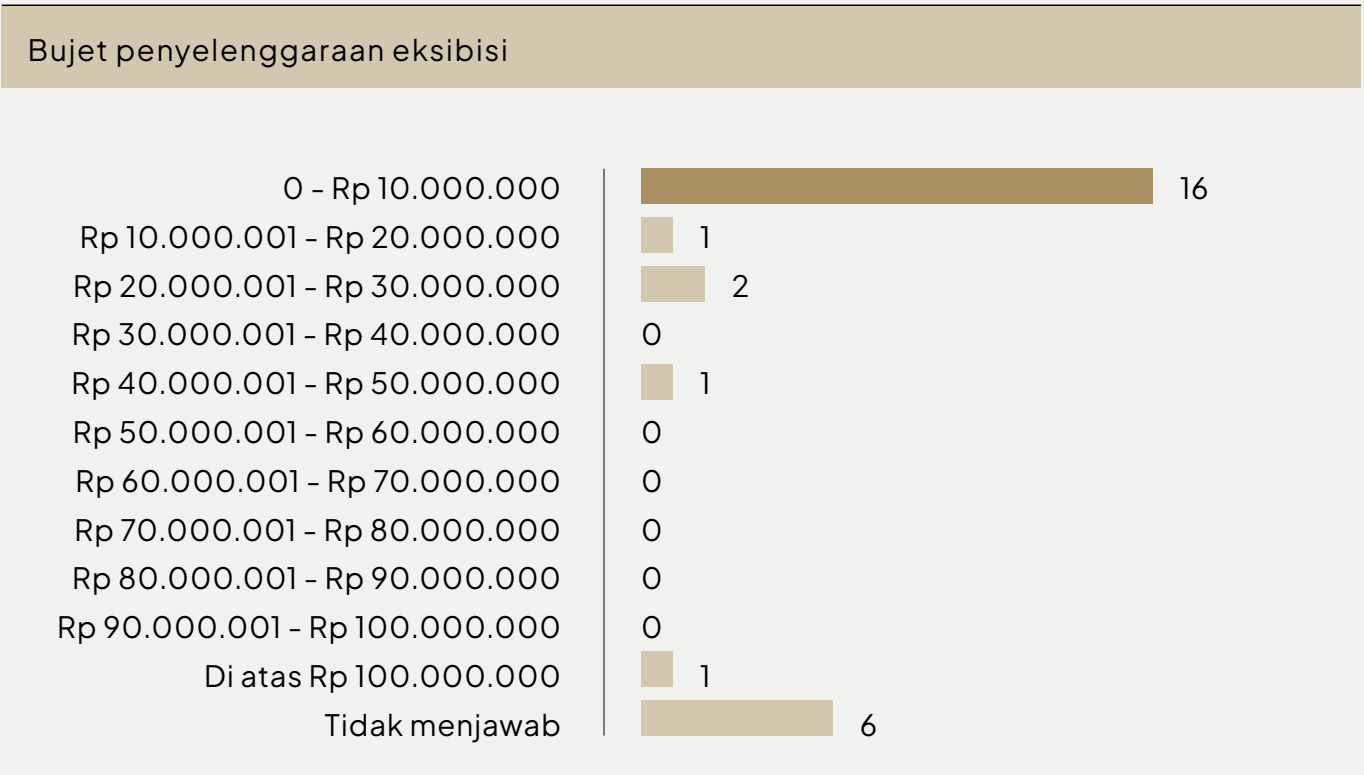 Bujet penyelenggaraan eksibisi
0 - Rp 10.000.000 16
Rp 10.000.001 - Rp 20.000.000 1
Rp 20.000.001 - Rp 30.000.000 2
Rp 30.000.001 - Rp 40.000.000 0
Rp 40.000.001 - Rp 50.000.000 1
Rp 50.000.001 - Rp 60.000.000 0
Rp 60.000.001 - Rp 70.000.000 0
Rp 70.000.001 - Rp 80.000.000 0
Rp 80.000.001 - Rp 90.000.000 0
Rp 90.000.001 - Rp 100.000.000 0
Di atas Rp 100.000.000 1
Tidak menjawab 6